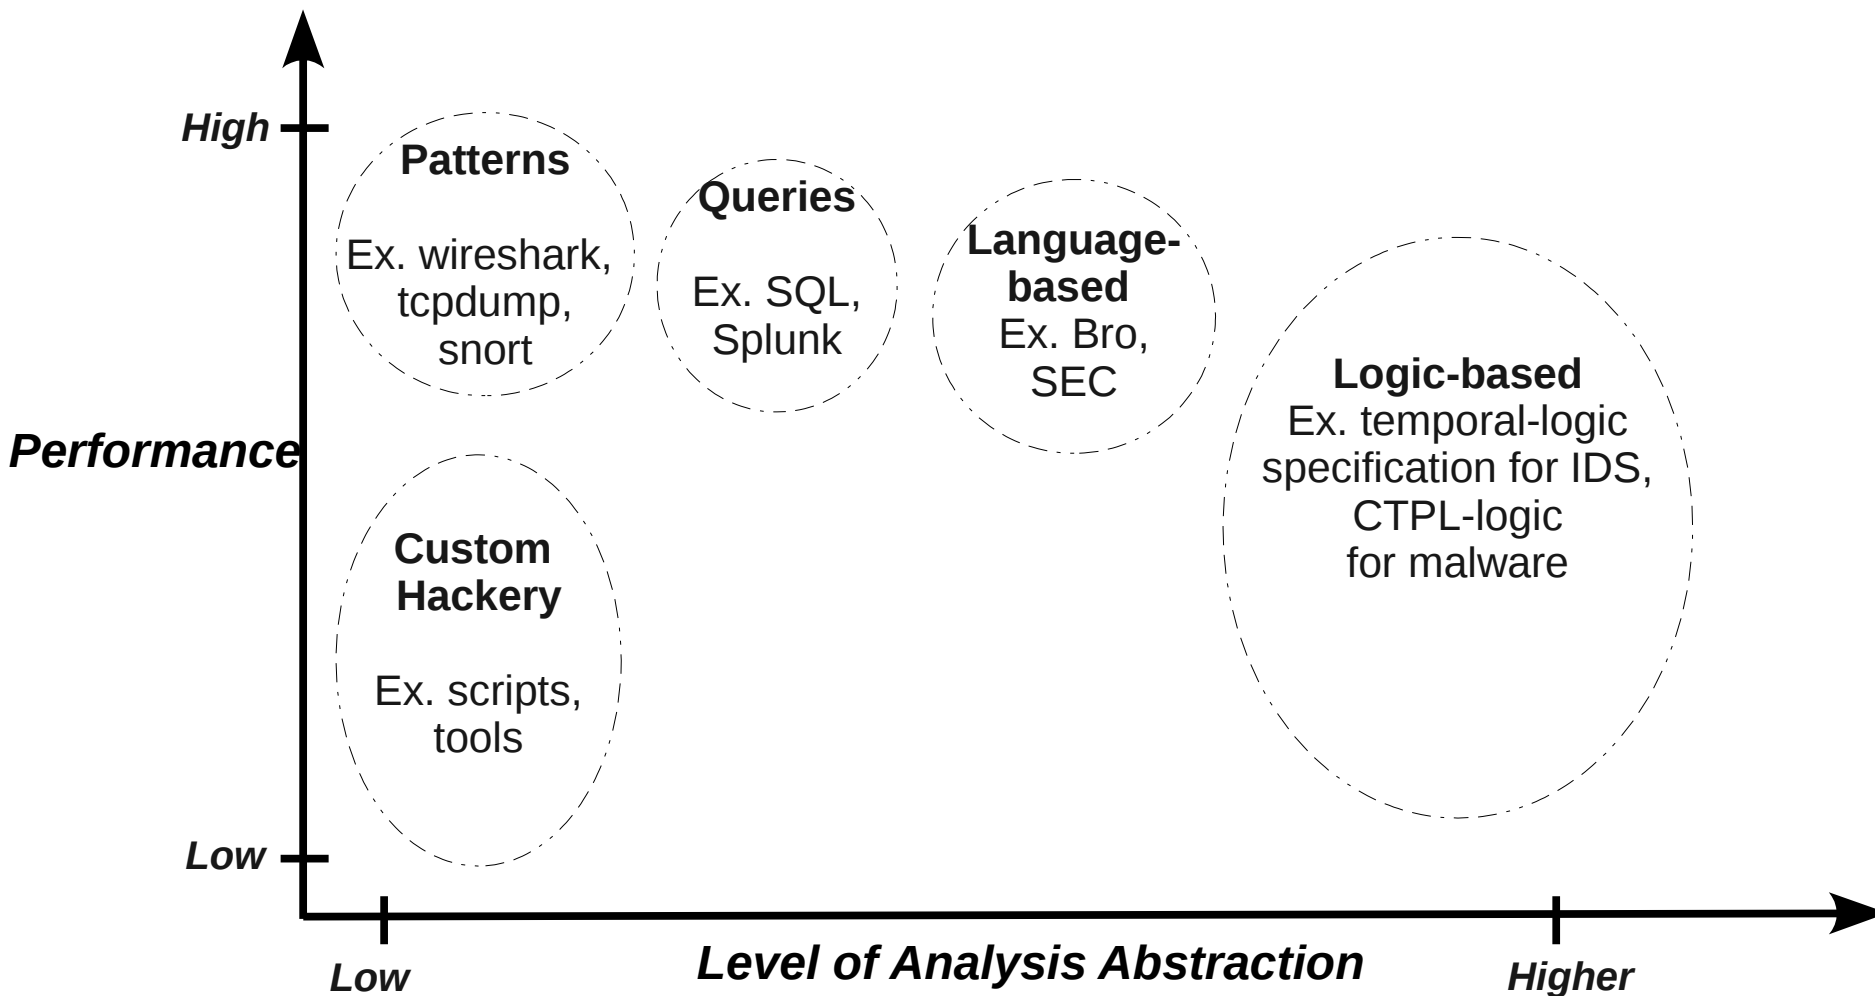 High
Patterns
Ex. wireshark,
tcpdump,
snort
Queries
Ex. SQL,
Splunk
Language-
based
Ex. Bro,
SEC
Logic-based
Ex. temporal-logic
specification for IDS,
CTPL-logic
for malware
Performance
Custom
Hackery
Ex. scripts,
tools
Low
Low
Level of Analysis Abstraction
Higher